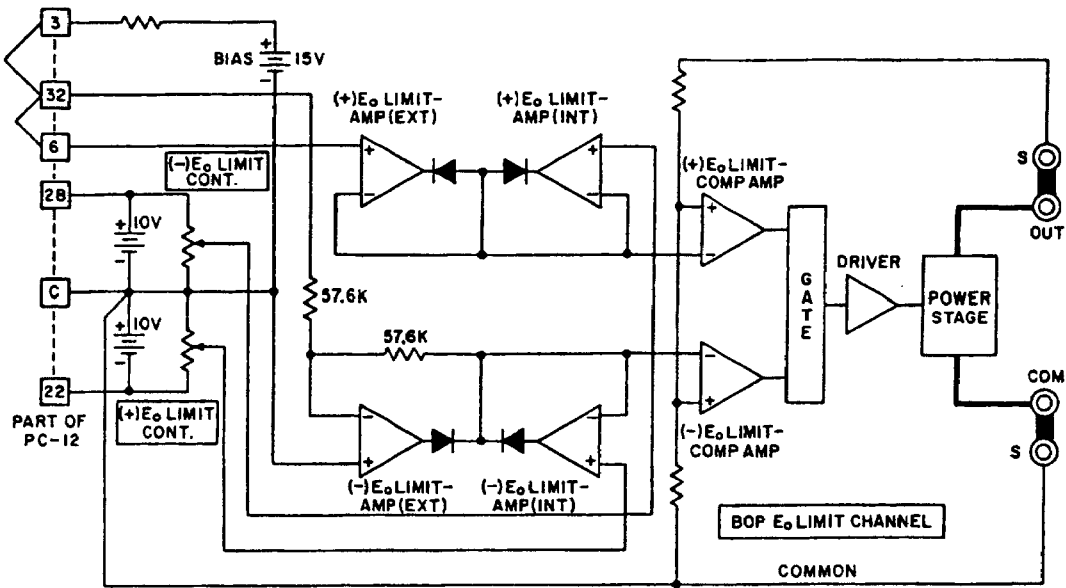 3
BIAS
+
15V
-
32
6
(+)E₀ LIMIT-
AMP(EXT)
(+)E₀ LIMIT-
AMP(INT)
+
-
+
-
(-)E₀ LIMIT
CONT.
28
+
10V
-
C
+
10V
-
22
PART OF
PC-12
(+)E₀ LIMIT
CONT.
57.6K
57.6K
-
+
-
+
(-)E₀ LIMIT-
AMP(EXT)
(-)E₀ LIMIT-
AMP(INT)
(+)E₀ LIMIT-
COMP AMP
+
-
-
+
(-)E₀ LIMIT-
COMP AMP
GATE
DRIVER
POWER
STAGE
S
OUT
COM
S
BOP E₀ LIMIT CHANNEL
COMMON